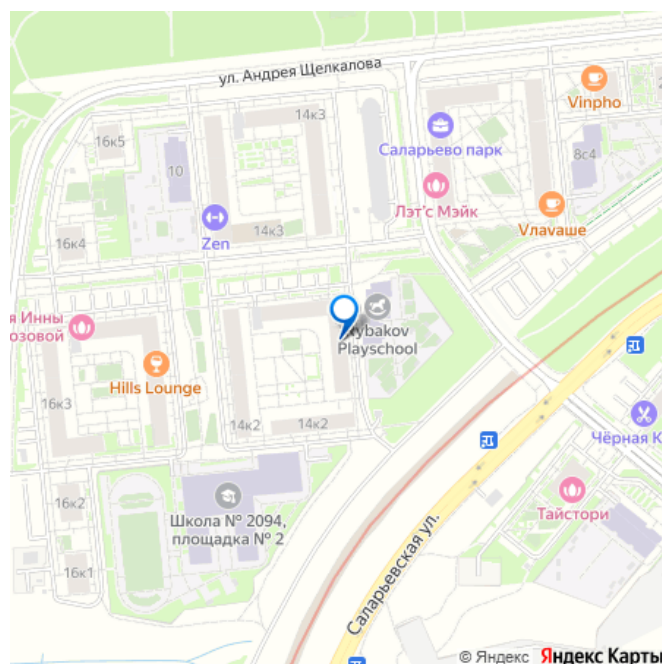 ул. Андрея Щелкалова
Vinpho
14к3
16к5
Саларьево парк
10
8с4
Лэт'с Мэйк
Vлаvаше
Zen
14к3
16к4
я Инны
озовой
Rybakov
Playschool
Hills Lounge
16к3
14к2
14к2
Чёрная К
Тайстори
16к2
Школа № 2094,
площадка № 2
Саларьевская ул.
16к1
© Яндекс Яндекс Карты